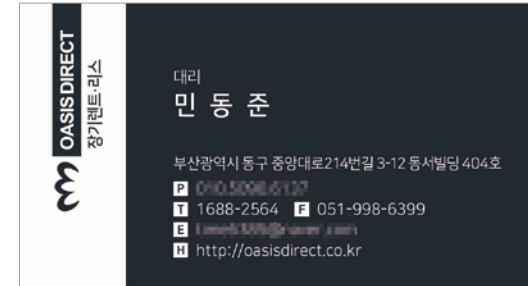 OASIS DIRECT
장기렌트·리스
대리
민동준
부산광역시 동구 중앙대로214번길 3-12 동서빌딩 404호
P
T 1688-2564 F 051-998-6399
E
H http://oasisdirect.co.kr